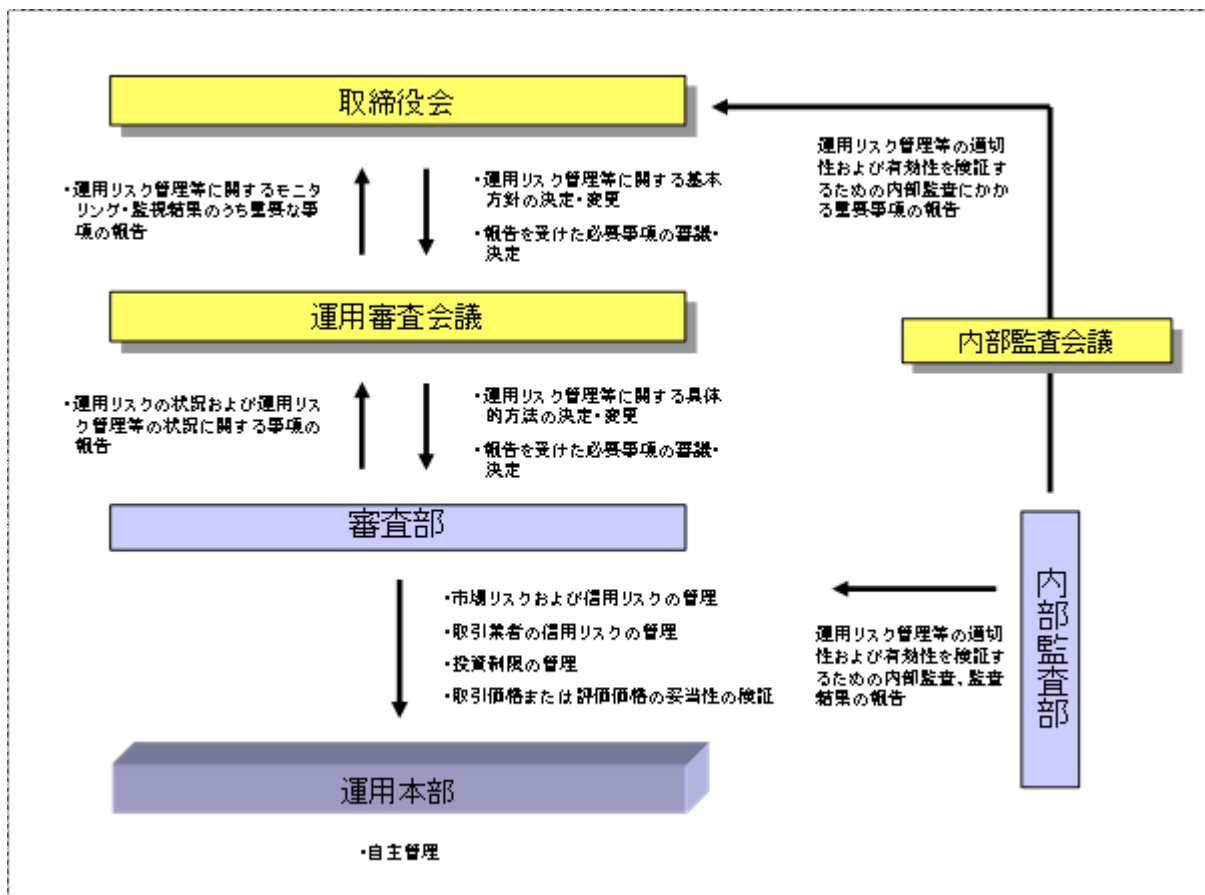 取締役会
・運用リスク管理等に関するモニ
タリング・監視結果のうち重要な事
項の報告
・運用リスク管理等に関する基本
方針の決定・変更
・報告を受けた必要事項の審議・
決定
運用リスク管理等の適切
性および有効性を検証す
るための内部監査にかか
る重要事項の報告
運用審査会議
内部監査会議
・運用リスクの状況および運用リス
ク管理等の状況に関する事項の
報告
・運用リスク管理等に関する具体
的方法の決定・変更
・報告を受けた必要事項の審議・
決定
審査部
内部監査部
・市場リスクおよび信用リスクの管理
・取引業者の信用リスクの管理
・投資制限の管理
・取引価格または評価価格の妥当性の検証
運用リスク管理等の適切
性および有効性を検証す
るための内部監査、監査
結果の報告
運用本部
・自主管理